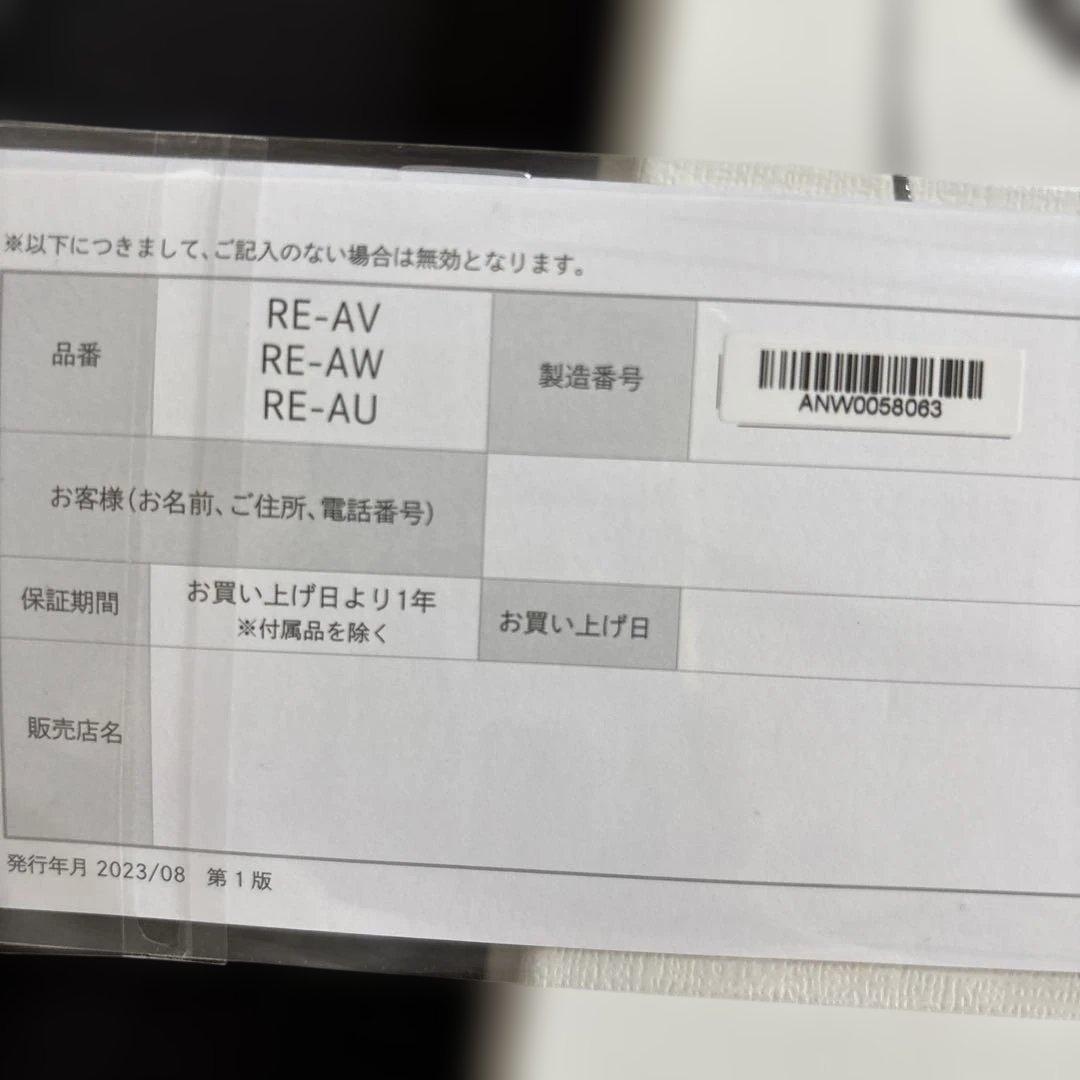 ※以下につきまして、ご記入のない場合は無効となります。
品番
RE-AV
RE-AW
RE-AU
製造番号
ANW0058063
お客様(お名前、ご住所、電話番号)
保証期間
お買い上げ日より1年
※付属品を除く
お買い上げ日
販売店名
発行年月 2023/08 第1版